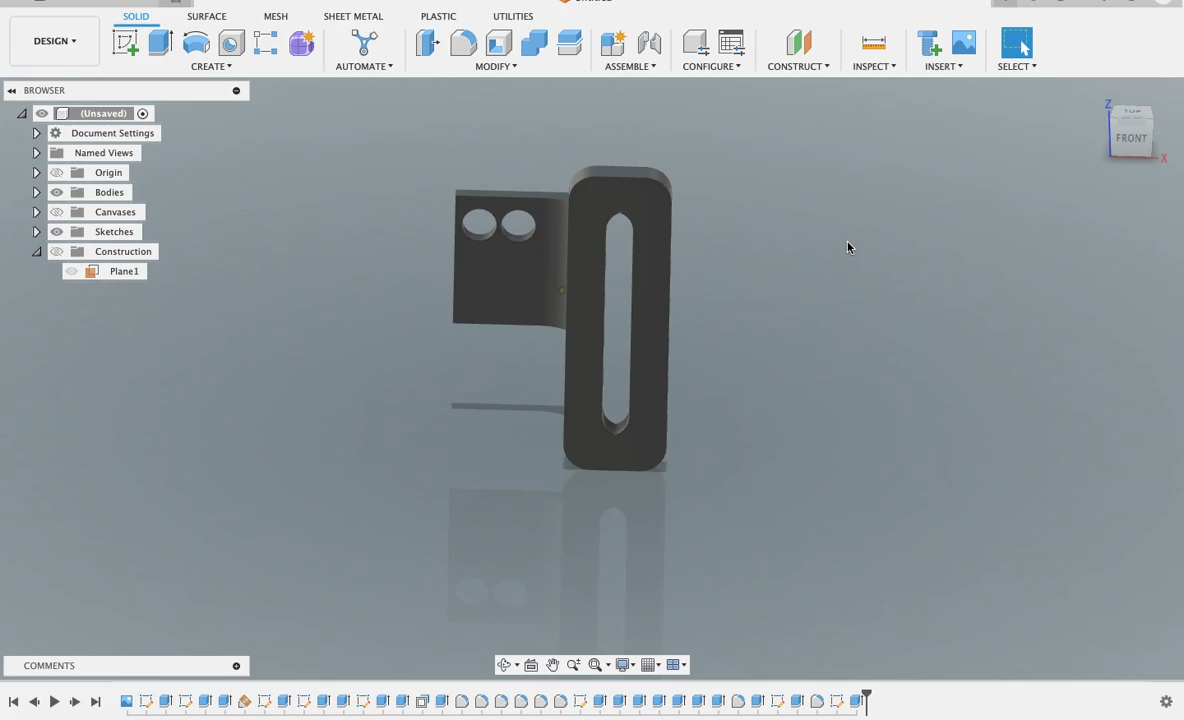 SOLID SURFACE MESH SHEET METAL PLASTIC UTILITIES
DESIGN
CREATE AUTOMATE MODIFY ASSEMBLE CONFIGURE CONSTRUCT INSPECT INSERT SELECT
BROWSER
(Unsaved)
Document Settings
Named Views
Origin
Bodies
Canvases
Sketches
Construction
Plane1
Z
TOP
FRONT
X
COMMENTS